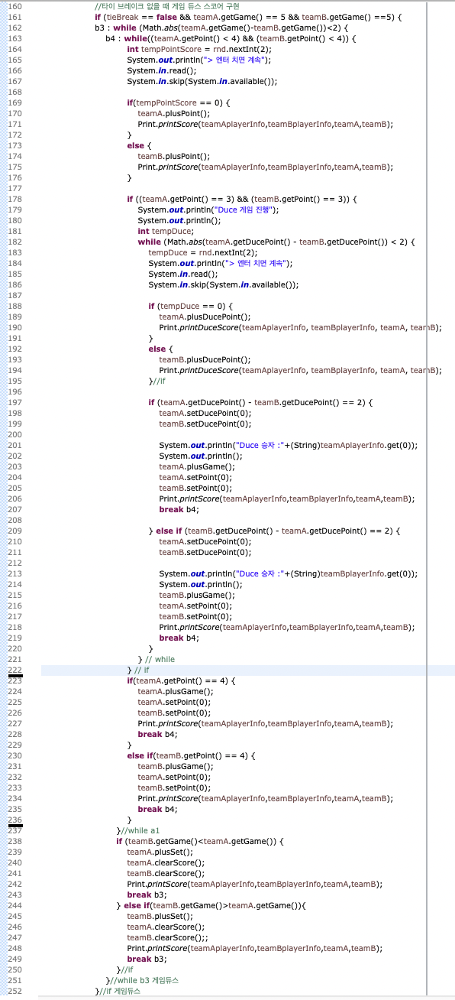 160 //타이 브레이크 없을 때 게임 듀스 스코어 구현
161 if (tieBreak == false && teamA.getGame() == 5 && teamB.getGame() ==5) {
162 b3 : while (Math.abs(teamA.getGame()-teamB.getGame())<2) {
163 b4 : while((teamA.getPoint() < 4) && (teamB.getPoint() < 4)) {
164 int tempPointScore = rnd.nextInt(2);
165 System.out.println("> 엔터 치면 계속");
166 System.in.read();
167 System.in.skip(System.in.available());
168
169 if(tempPointScore == 0) {
170 teamA.plusPoint();
171 Print.printScore(teamAplayerInfo,teamBplayerInfo,teamA,teamB);
172 }
173 else {
174 teamB.plusPoint();
175 Print.printScore(teamAplayerInfo,teamBplayerInfo,teamA,teamB);
176 }
177
178 if ((teamA.getPoint() == 3) && (teamB.getPoint() == 3)) {
179 System.out.println("Duce 게임 진행");
180 System.out.println();
181 int tempDuce;
182 while (Math.abs(teamA.getDucePoint() - teamB.getDucePoint()) < 2) {
183 tempDuce = rnd.nextInt(2);
184 System.out.println("> 엔터 치면 계속");
185 System.in.read();
186 System.in.skip(System.in.available());
187
188 if (tempDuce == 0) {
189 teamA.plusDucePoint();
190 Print.printDuceScore(teamAplayerInfo, teamBplayerInfo, teamA, teamB);
191 }
192 else {
193 teamB.plusDucePoint();
194 Print.printDuceScore(teamAplayerInfo, teamBplayerInfo, teamA, teamB);
195 }//if
196
197 if (teamA.getDucePoint() - teamB.getDucePoint() == 2) {
198 teamA.setDucePoint(0);
199 teamB.setDucePoint(0);
200
201 System.out.println("Duce 승자 :"+(String)teamAplayerInfo.get(0));
202 System.out.println();
203 teamA.plusGame();
204 teamA.setPoint(0);
205 teamB.setPoint(0);
206 Print.printScore(teamAplayerInfo,teamBplayerInfo,teamA,teamB);
207 break b4;
208
209 } else if (teamB.getDucePoint() - teamA.getDucePoint() == 2) {
210 teamA.setDucePoint(0);
211 teamB.setDucePoint(0);
212
213 System.out.println("Duce 승자 :"+(String)teamBplayerInfo.get(0));
214 System.out.println();
215 teamB.plusGame();
216 teamA.setPoint(0);
217 teamB.setPoint(0);
218 Print.printScore(teamAplayerInfo,teamBplayerInfo,teamA,teamB);
219 break b4;
220 }
221 } // while
222 } // if
223 if(teamA.getPoint() == 4) {
224 teamA.plusGame();
225 teamA.setPoint(0);
226 teamB.setPoint(0);
227 Print.printScore(teamAplayerInfo,teamBplayerInfo,teamA,teamB);
228 break b4;
229 }
230 else if(teamB.getPoint() == 4) {
231 teamB.plusGame();
232 teamA.setPoint(0);
233 teamB.setPoint(0);
234 Print.printScore(teamAplayerInfo,teamBplayerInfo,teamA,teamB);
235 break b4;
236 }
237 }//while a1
238 if (teamB.getGame()<teamA.getGame()) {
239 teamA.plusSet();
240 teamA.clearScore();
241 teamB.clearScore();
242 Print.printScore(teamAplayerInfo,teamBplayerInfo,teamA,teamB);
243 break b3;
244 } else if(teamB.getGame()>teamA.getGame()){
245 teamB.plusSet();
246 teamA.clearScore();
247 teamB.clearScore();;
248 Print.printScore(teamAplayerInfo,teamBplayerInfo,teamA,teamB);
249 break b3;
250 }//if
251 }//while b3 게임듀스
252 }//if 게임듀스